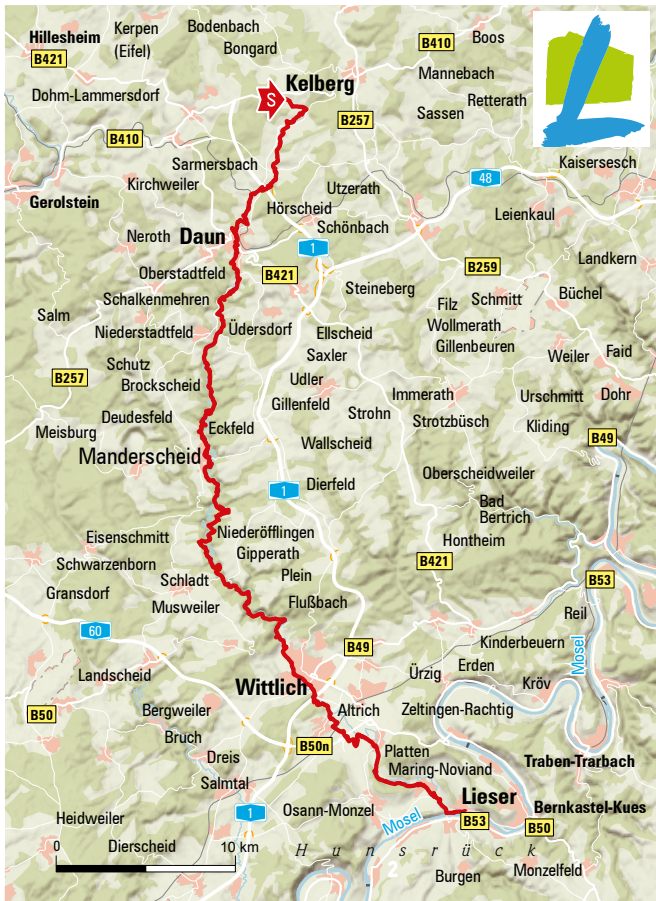 Bodenbach
Kerpen
(Eifel)
Hillesheim
B421
Bongard
B410
Boos
Mannebach
Kelberg
S
Dohm-Lammersdorf
Retterath
Sassen
B257
B410
Sarmersbach
Kaisersesch
48
Kirchweiler
Utzerath
Gerolstein
Hörscheid
Leienkaul
Schönbach
Neroth
Daun
1
Landkern
B259
Oberstadtfeld
B421
Steineberg
Büchel
Schalkenmehren
Filz
Schmitt
Salm
Niederstadtfeld
Üdersdorf
Ellscheid
Wollmerath
Gillenbeuren
Saxler
Weiler
Faid
Schutz
B257
Brockscheid
Udler
Immerath
Urschmitt
Dohr
Gillenfeld
Deudesfeld
Strohn
Strotzbüsch
Kliding
Meisburg
Eckfeld
B49
Wallscheid
Manderscheid
Oberscheidweiler
Dierfeld
1
Bad
Bertrich
Niederöfflingen
Eisenschmitt
Hontheim
Gipperath
Schwarzenborn
B421
Plein
Schladt
B53
Gransdorf
Musweiler
Flußbach
Reil
60
Kinderbeuern
B49
Mosel
Erden
Landscheid
Ürzig
Wittlich
Kröv
B50
Bergweiler
Altrich
Zeltingen-Rachtig
Bruch
B50n
Platten
Dreis
Traben-Trarbach
Maring-Noviand
Salmtal
Lieser
Bernkastel-Kues
1
Osann-Monzel
Heidweiler
Mosel
B53
B50
Dierscheid
Hunsrück
0 10 km
Monzelfeld
Burgen